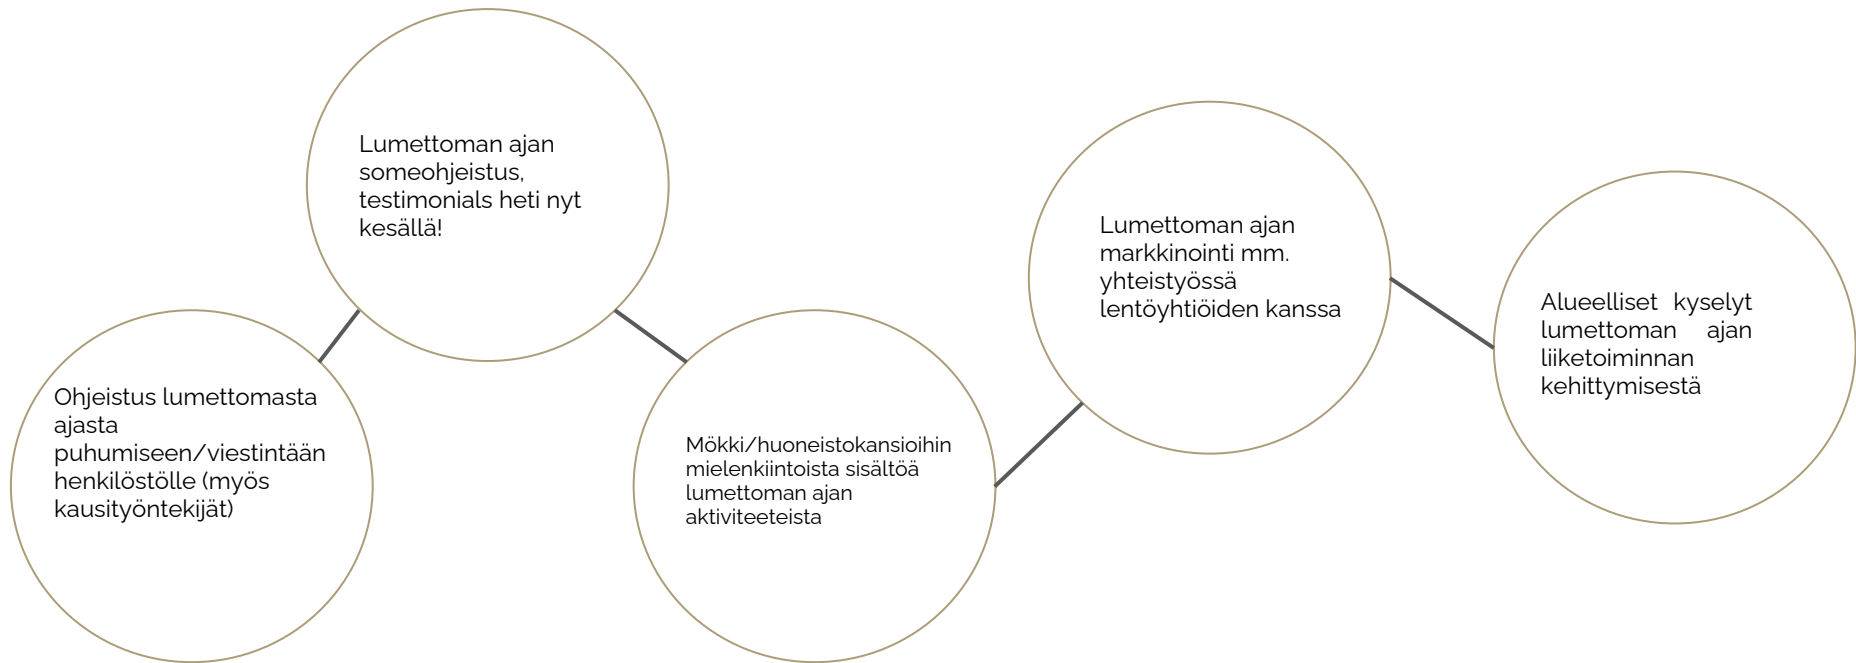 Lumettoman ajan
someohjeistus,
testimonials heti nyt
kesällä!
Ohjeistus lumettomasta
ajasta
puhumiseen/viestintään
henkilöstölle (myös
kausityöntekijät)
Mökki/huoneistokansioihin
mielenkiintoista sisältöä
lumettoman ajan
aktiviteeteista
Lumettoman ajan
markkinointi mm.
yhteistyössä
lentöyhtiöiden kanssa
Alueelliset kyselyt
lumettoman ajan
liiketoiminnan
kehittymisestä